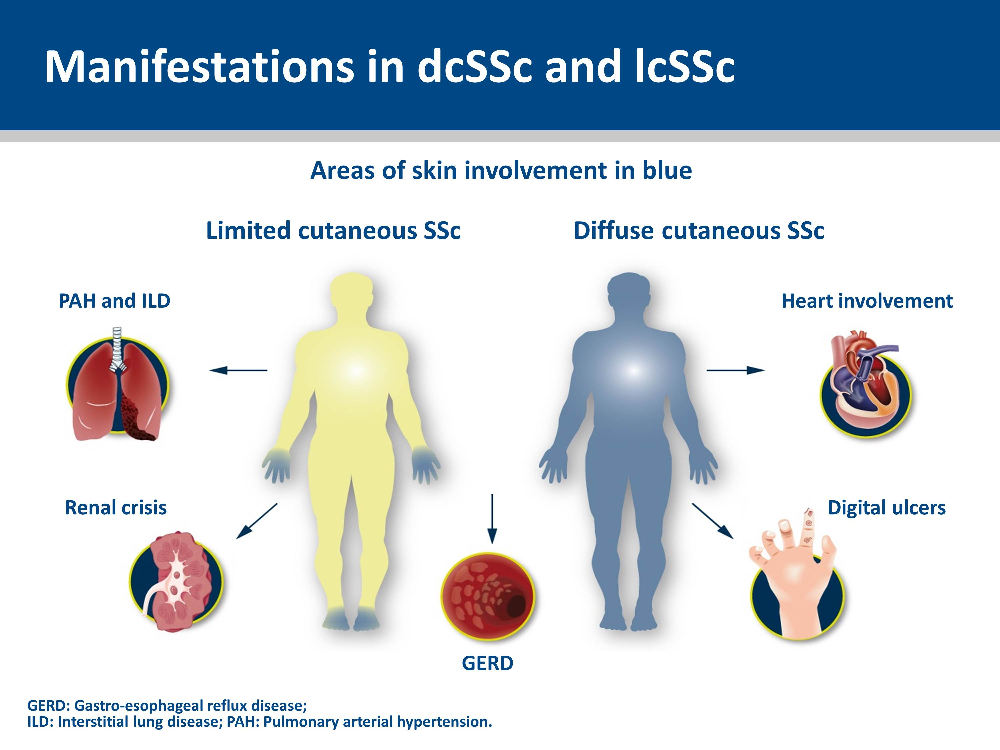 Manifestations in dcSSc and lcSSc
Areas of skin involvement in blue
Limited cutaneous SSc
Diffuse cutaneous SSc
PAH and ILD
Heart involvement
Renal crisis
Digital ulcers
GERD
GERD: Gastro-esophageal reflux disease;
ILD: Interstitial lung disease; PAH: Pulmonary arterial hypertension.